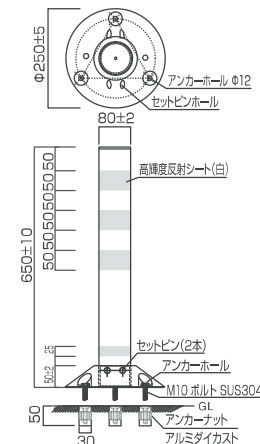 Φ250±5
アンカーホール Φ12
セットピンホール
80±2
高輝度反射シート(白)
650±10
50
50
50
50
50
50
25
50±2
セットピン(2本)
アンカーホール
M10 ボルト SUS304
GL
アンカーナット
アルミダイカスト
50
30